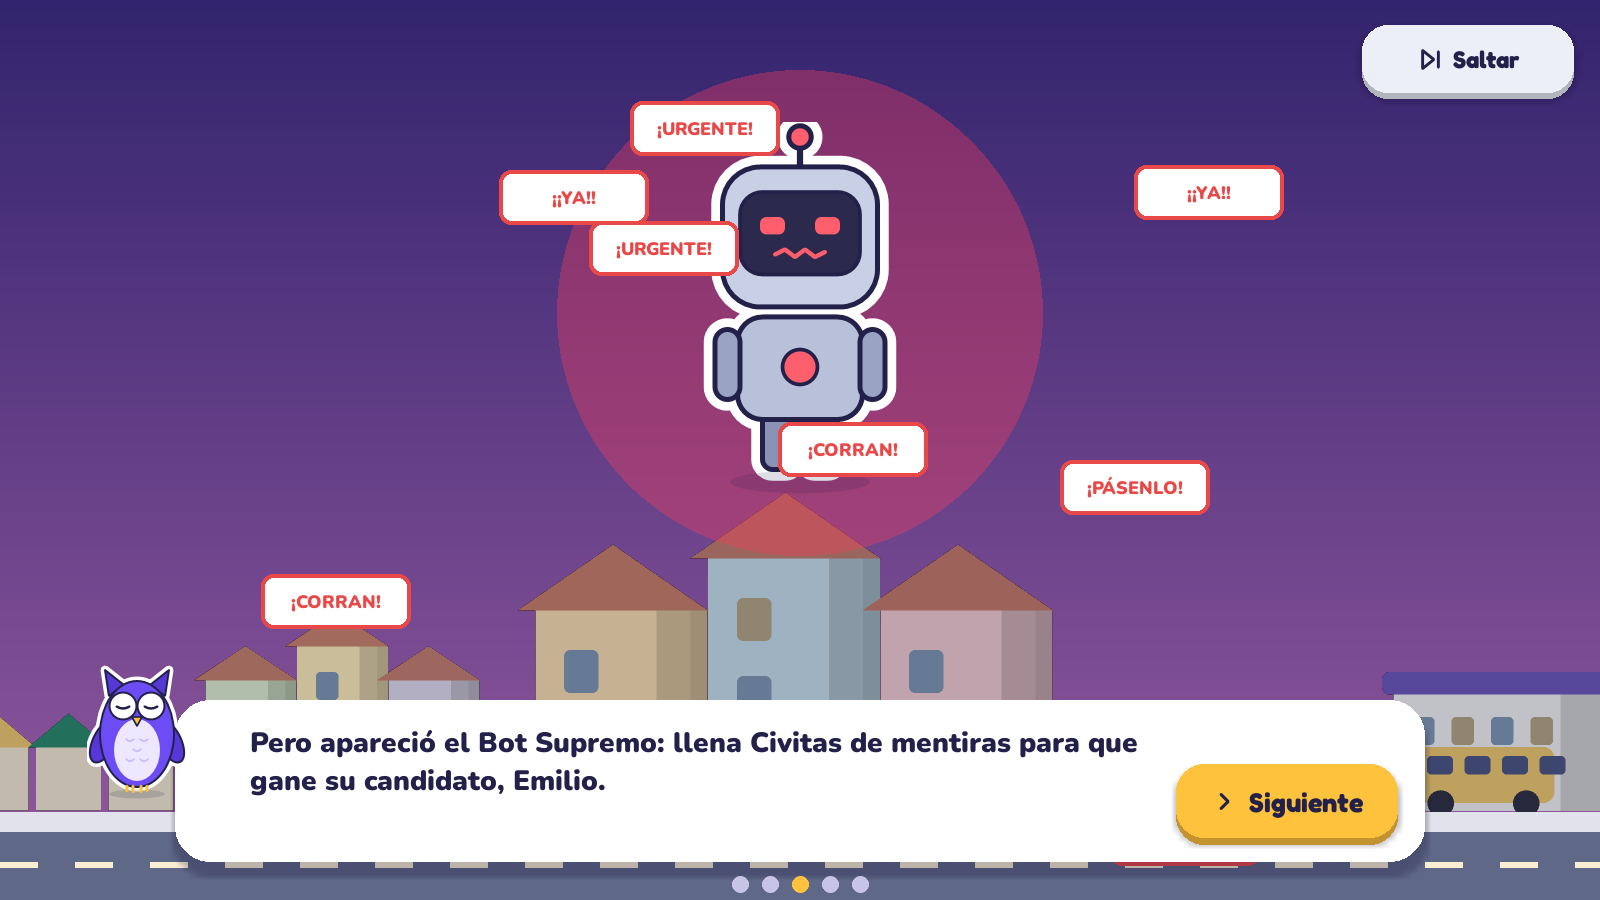 Saltar
¡URGENTE!
¡¡YA!!
¡¡YA!!
¡URGENTE!
¡CORRAN!
¡PÁSENLO!
¡CORRAN!
Pero apareció el Bot Supremo: llena Civitas de mentiras para que
gane su candidato, Emilio.
Siguiente